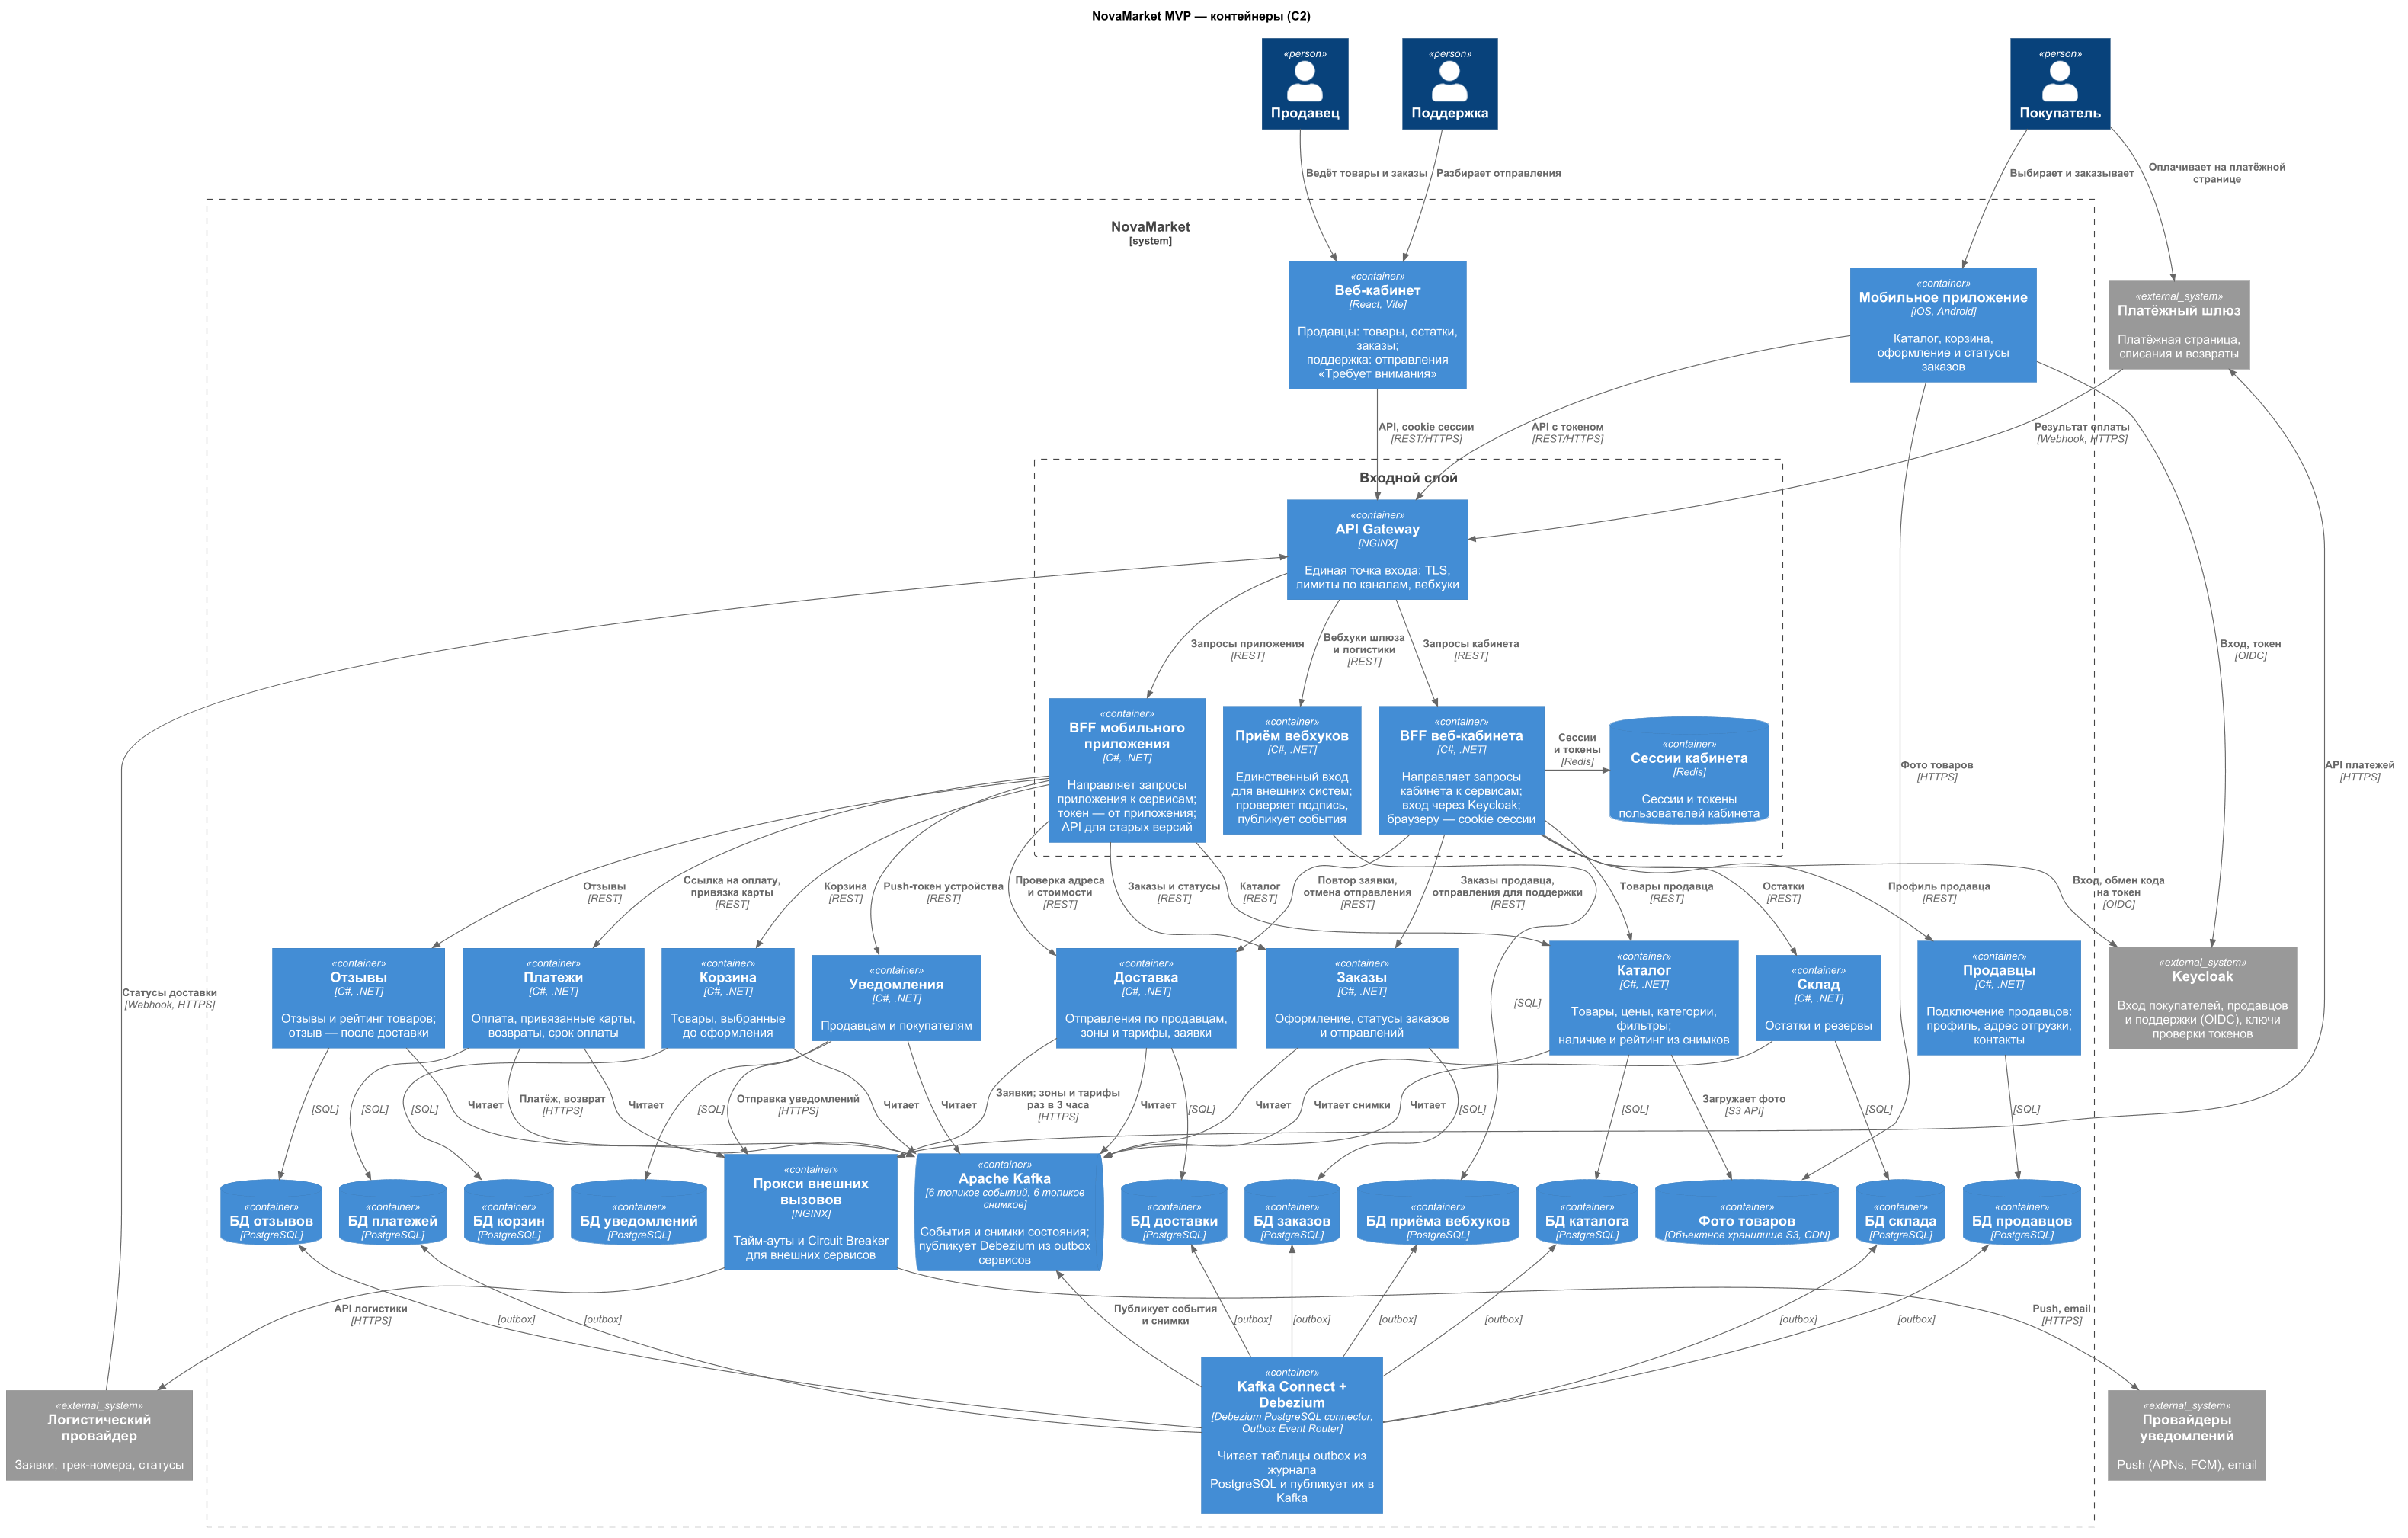 NovaMarket MVP — контейнеры (C2)
«person»
Продавец
«person»
Поддержка
«person»
Покупатель
Ведёт товары и заказы
Разбирает отправления
Выбирает и заказывает
Оплачивает на платёжной
странице
NovaMarket
[system]
«container»
Веб-кабинет
[React, Vite]
Продавцы: товары, остатки,
заказы;
поддержка: отправления
«Требует внимания»
«container»
Мобильное приложение
[iOS, Android]
Каталог, корзина,
оформление и статусы
заказов
«external_system»
Платёжный шлюз
Платёжная страница,
списания и возвраты
API, cookie сессии
[REST/HTTPS]
API с токеном
[REST/HTTPS]
Результат оплаты
[Webhook, HTTPS]
Входной слой
«container»
API Gateway
[NGINX]
Единая точка входа: TLS,
лимиты по каналам, вебхуки
Запросы приложения
[REST]
Вебхуки шлюза
и логистики
[REST]
Запросы кабинета
[REST]
Вход, токен
[OIDC]
«container»
BFF мобильного
приложения
[C#, .NET]
Направляет запросы
приложения к сервисам;
токен — от приложения;
API для старых версий
«container»
Приём вебхуков
[C#, .NET]
Единственный вход
для внешних систем;
проверяет подпись,
публикует события
«container»
BFF веб-кабинета
[C#, .NET]
Направляет запросы
кабинета к сервисам;
вход через Keycloak;
браузеру — cookie сессии
Сессии
и токены
[Redis]
«container»
Сессии кабинета
[Redis]
Сессии и токены
пользователей кабинета
Фото товаров
[HTTPS]
API платежей
[HTTPS]
Отзывы
[REST]
Ссылка на оплату,
привязка карты
[REST]
Корзина
[REST]
Push-токен устройства
[REST]
Проверка адреса
и стоимости
[REST]
Заказы и статусы
[REST]
Каталог
[REST]
Повтор заявки,
отмена отправления
[REST]
Заказы продавца,
отправления для поддержки
[REST]
Товары продавца
[REST]
Остатки
[REST]
Профиль продавца
[REST]
Вход, обмен кода
на токен
[OIDC]
Статусы доставки
[Webhook, HTTPS]
«container»
Отзывы
[C#, .NET]
Отзывы и рейтинг товаров;
отзыв — после доставки
«container»
Платежи
[C#, .NET]
Оплата, привязанные карты,
возвраты, срок оплаты
«container»
Корзина
[C#, .NET]
Товары, выбранные
до оформления
«container»
Уведомления
[C#, .NET]
Продавцам и покупателям
«container»
Доставка
[C#, .NET]
Отправления по продавцам,
зоны и тарифы, заявки
«container»
Заказы
[C#, .NET]
Оформление, статусы заказов
и отправлений
[SQL]
«container»
Каталог
[C#, .NET]
Товары, цены, категории,
фильтры;
наличие и рейтинг из снимков
«container»
Склад
[C#, .NET]
Остатки и резервы
«container»
Продавцы
[C#, .NET]
Подключение продавцов:
профиль, адрес отгрузки,
контакты
«external_system»
Keycloak
Вход покупателей, продавцов
и поддержки (OIDC), ключи
проверки токенов
[SQL]
[SQL]
[SQL]
Читает
Платёж, возврат
[HTTPS]
Читает
[SQL]
Отправка уведомлений
[HTTPS]
Читает
Читает
Заявки; зоны и тарифы
раз в 3 часа
[HTTPS]
Читает
[SQL]
Читает
Читает снимки
Читает
[SQL]
[SQL]
Загружает фото
[S3 API]
[SQL]
[SQL]
«container»
БД отзывов
[PostgreSQL]
«container»
БД платежей
[PostgreSQL]
«container»
БД корзин
[PostgreSQL]
«container»
БД уведомлений
[PostgreSQL]
«container»
Прокси внешних
вызовов
[NGINX]
Тайм-ауты и Circuit Breaker
для внешних сервисов
«container»
Apache Kafka
[6 топиков событий, 6 топиков
снимков]
События и снимки состояния;
публикует Debezium из outbox
сервисов
«container»
БД доставки
[PostgreSQL]
«container»
БД заказов
[PostgreSQL]
«container»
БД приёма вебхуков
[PostgreSQL]
«container»
БД каталога
[PostgreSQL]
«container»
Фото товаров
[Объектное хранилище S3, CDN]
«container»
БД склада
[PostgreSQL]
«container»
БД продавцов
[PostgreSQL]
API логистики
[HTTPS]
[outbox]
[outbox]
Публикует события
и снимки
[outbox]
[outbox]
[outbox]
[outbox]
[outbox]
[outbox]
Push, email
[HTTPS]
«external_system»
Логистический
провайдер
Заявки, трек-номера, статусы
«container»
Kafka Connect +
Debezium
[Debezium PostgreSQL connector,
Outbox Event Router]
Читает таблицы outbox из
журнала
PostgreSQL и публикует их в
Kafka
«external_system»
Провайдеры
уведомлений
Push (APNs, FCM), email